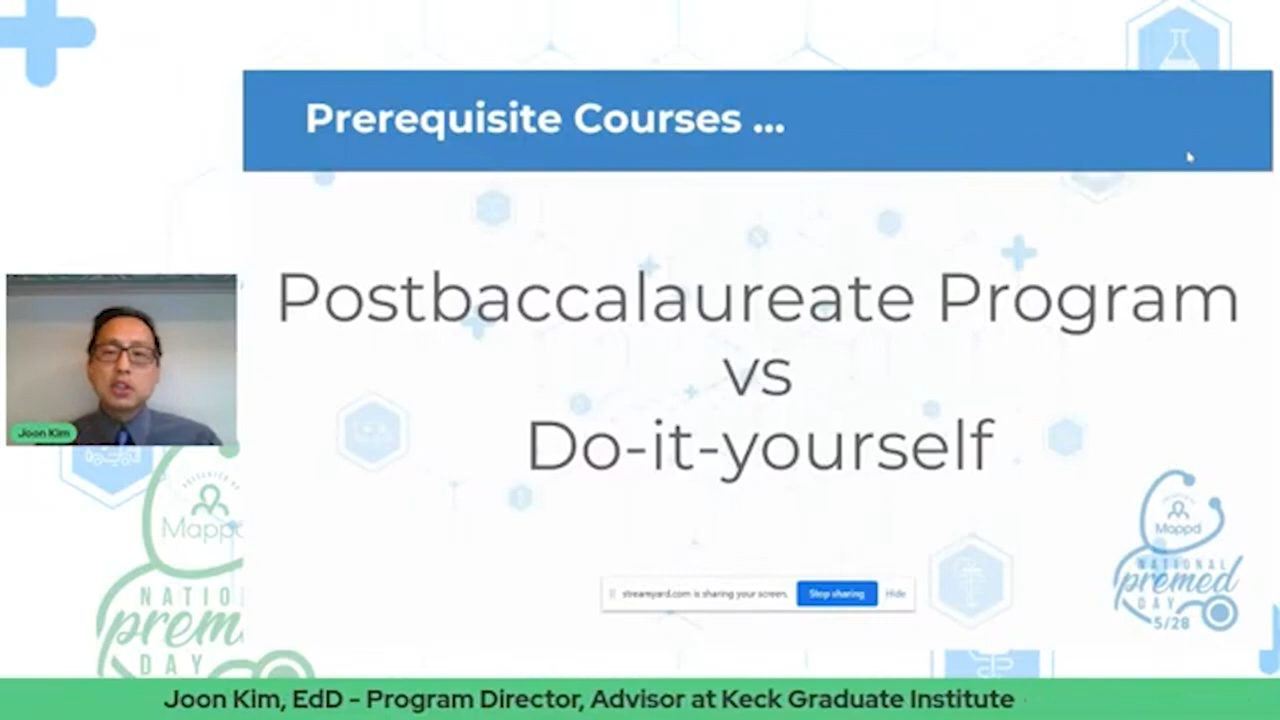 Prerequisite Courses ...
Postbaccalaureate Program
vs
Do-it-yourself
Joon Kim
Mappd
NATIONAL
premed
DAY
5/28
streamyard.com is sharing your screen.
Stop sharing
Hide
Joon Kim, EdD - Program Director, Advisor at Keck Graduate Institute